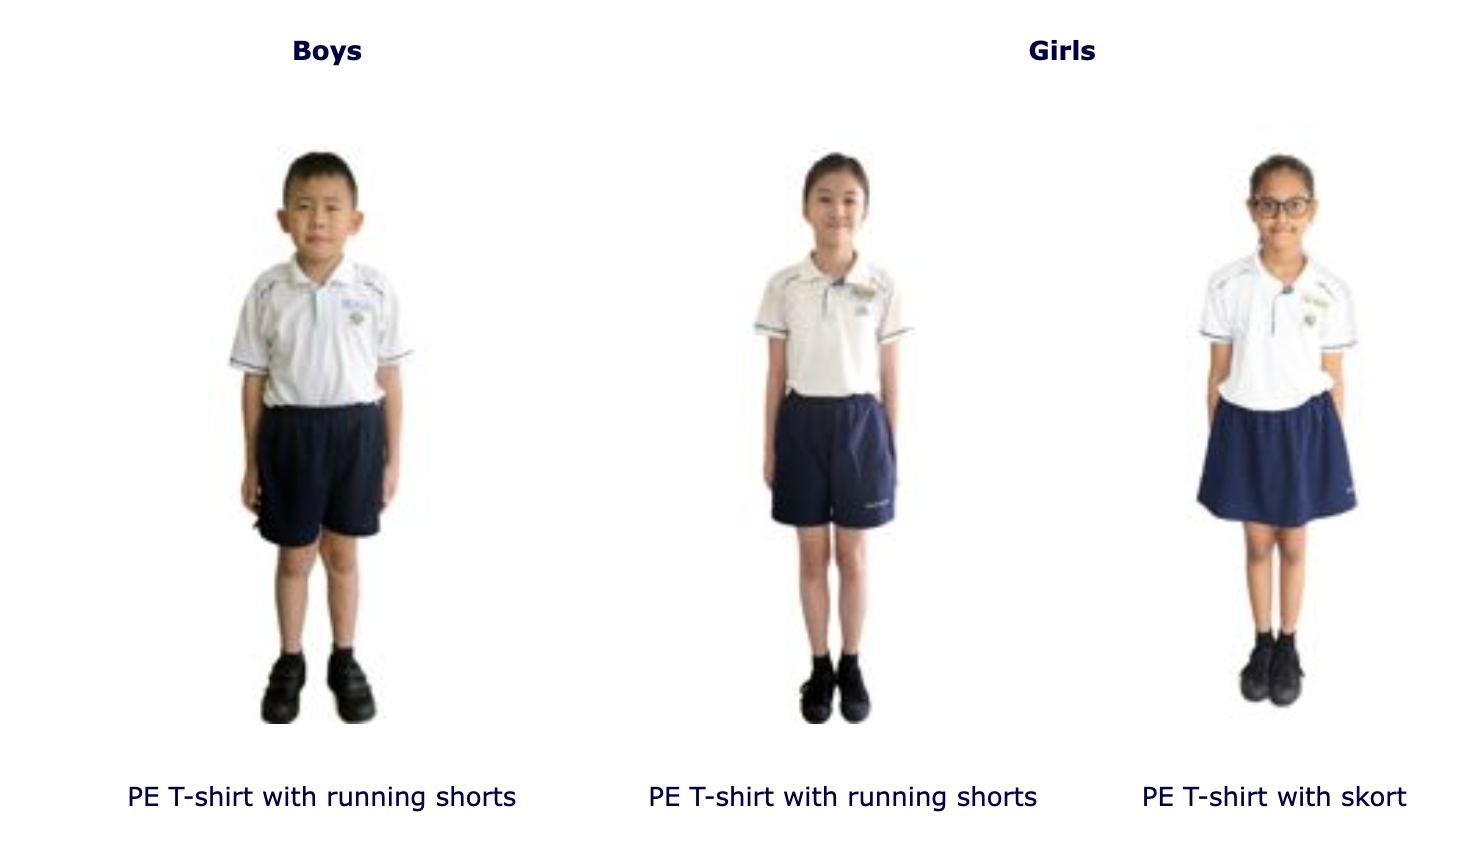 Boys
Girls
PE T-shirt with running shorts
PE T-shirt with running shorts
PE T-shirt with skort